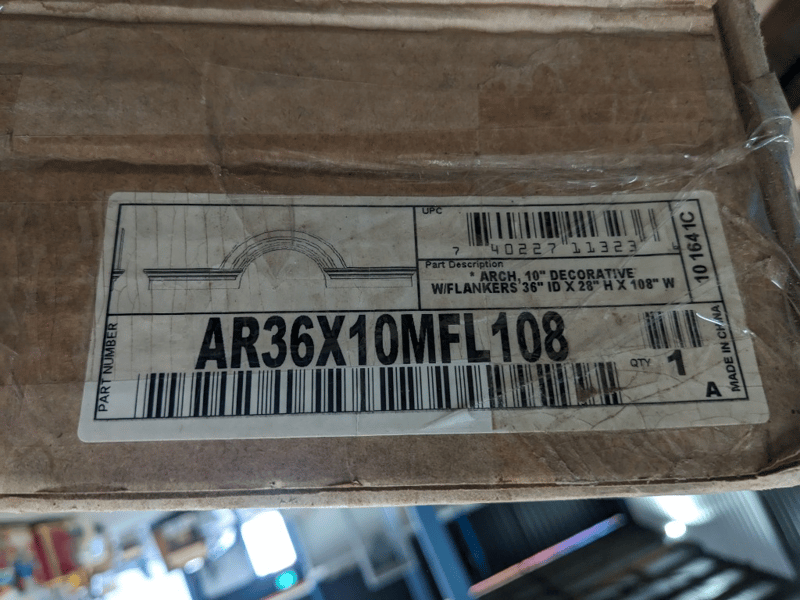 UPC
7 40227 11323
Part Description
* ARCH, 10" DECORATIVE
W/FLANKERS 36" ID X 28" H X 108" W
10 1641C
PART NUMBER
AR36X10MFL108
QTY 1
A
MADE IN CHINA